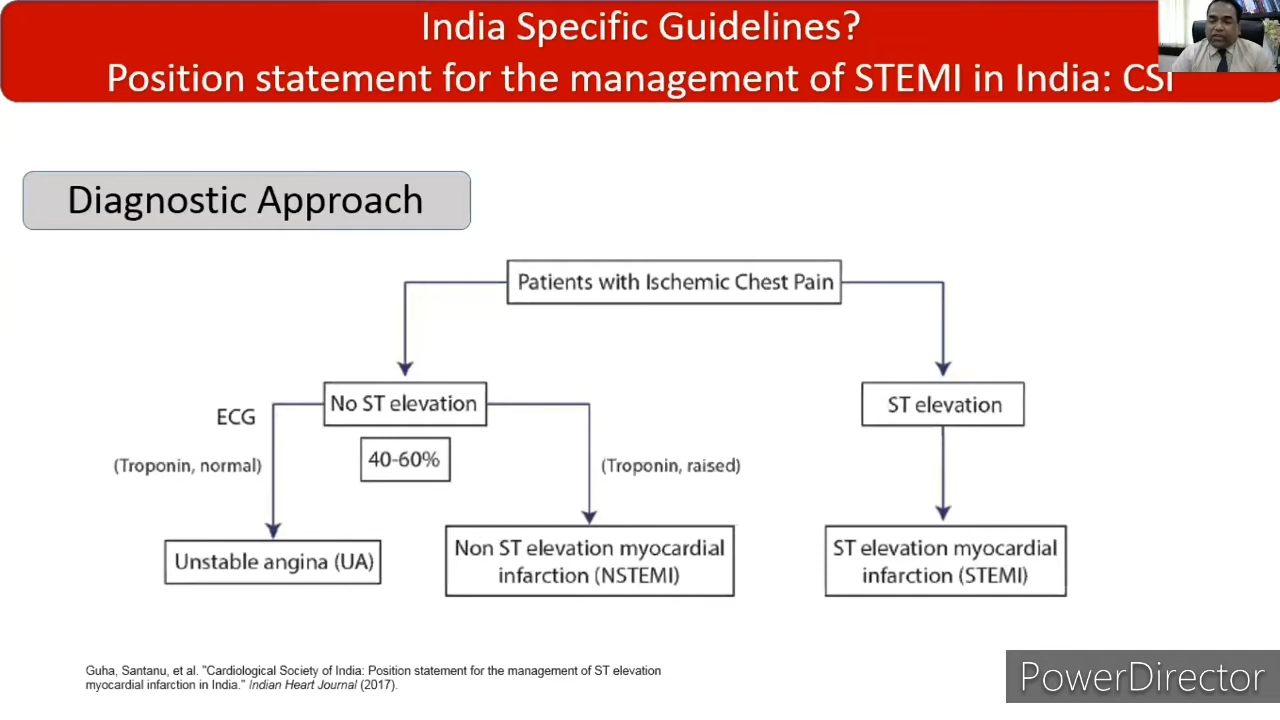 India Specific Guidelines?
Position statement for the management of STEMI in India: CSI
Diagnostic Approach
Patients with Ischemic Chest Pain
No ST elevation
ST elevation
ECG
40-60%
(Troponin, normal)
(Troponin, raised)
Unstable angina (UA)
Non ST elevation myocardial
infarction (NSTEMI)
ST elevation myocardial
infarction (STEMI)
Guha, Santanu, et al. "Cardiological Society of India: Position statement for the management of ST elevation
myocardial infarction in India." Indian Heart Journal (2017).
PowerDirector